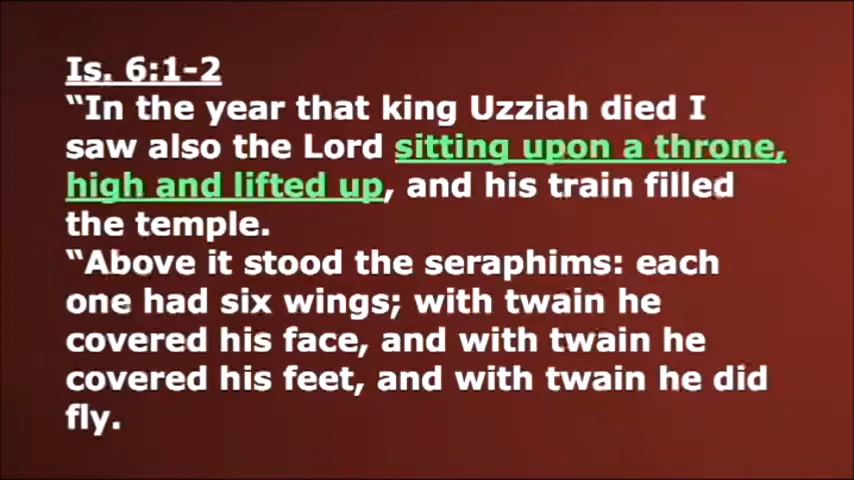 Is. 6:1-2
“In the year that king Uzziah died I
saw also the Lord sitting upon a throne,
high and lifted up, and his train filled
the temple.
“Above it stood the seraphims: each
one had six wings; with twain he
covered his face, and with twain he
covered his feet, and with twain he did
fly.